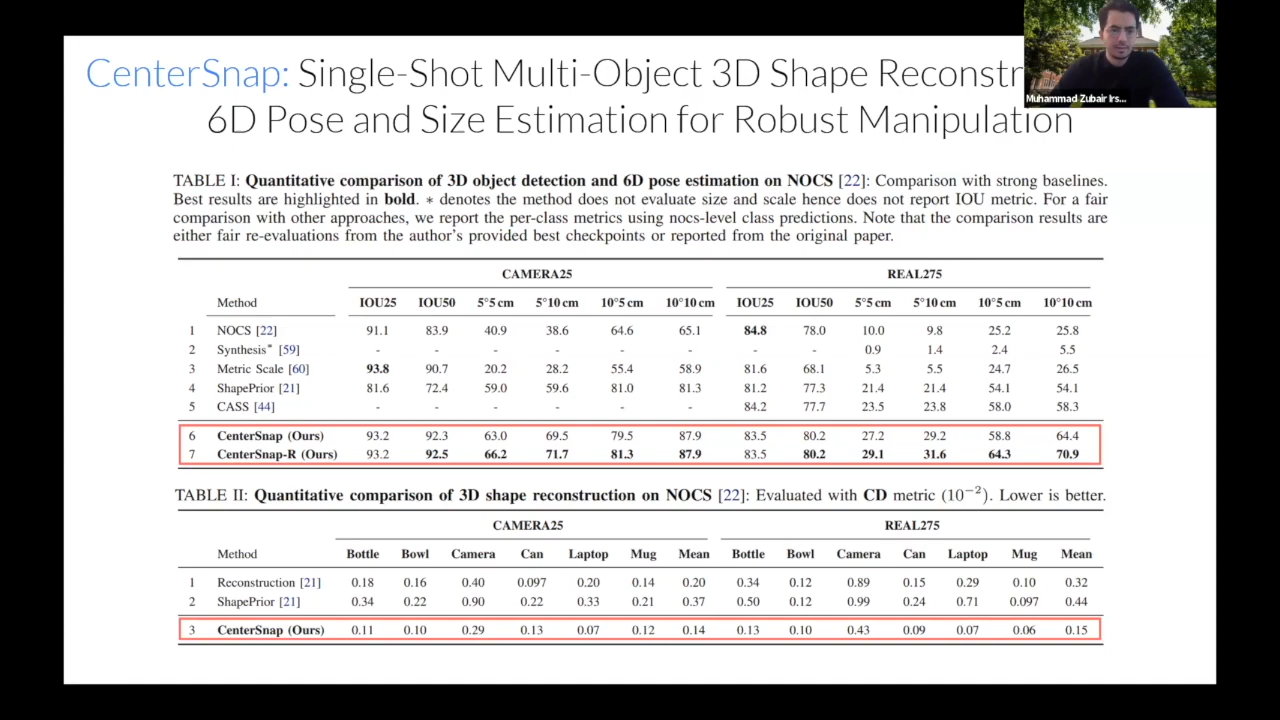 CenterSnap: Single-Shot Multi-Object 3D Shape Reconstr
6D Pose and Size Estimation for Robust Manipulation
Muhammad Zubair Irs...
TABLE I: Quantitative comparison of 3D object detection and 6D pose estimation on NOCS [22]: Comparison with strong baselines.
Best results are highlighted in bold. * denotes the method does not evaluate size and scale hence does not report IOU metric. For a fair
comparison with other approaches, we report the per-class metrics using nocs-level class predictions. Note that the comparison results are
either fair re-evaluations from the author's provided best checkpoints or reported from the original paper.
CAMERA25 REAL275
Method IOU25 IOU50 5°5 cm 5°10 cm 10°5 cm 10°10 cm IOU25 IOU50 5°5 cm 5°10 cm 10°5 cm 10°10 cm
1 NOCS [22] 91.1 83.9 40.9 38.6 64.6 65.1 84.8 78.0 10.0 9.8 25.2 25.8
2 Synthesis* [59] - - - - - - - - 0.9 1.4 2.4 5.5
3 Metric Scale [60] 93.8 90.7 20.2 28.2 55.4 58.9 81.6 68.1 5.3 5.5 24.7 26.5
4 ShapePrior [21] 81.6 72.4 59.0 59.6 81.0 81.3 81.2 77.3 21.4 21.4 54.1 54.1
5 CASS [44] - - - - - - 84.2 77.7 23.5 23.8 58.0 58.3
6 CenterSnap (Ours) 93.2 92.3 63.0 69.5 79.5 87.9 83.5 80.2 27.2 29.2 58.8 64.4
7 CenterSnap-R (Ours) 93.2 92.5 66.2 71.7 81.3 87.9 83.5 80.2 29.1 31.6 64.3 70.9
TABLE II: Quantitative comparison of 3D shape reconstruction on NOCS [22]: Evaluated with CD metric (10⁻²). Lower is better.
CAMERA25 REAL275
Method Bottle Bowl Camera Can Laptop Mug Mean Bottle Bowl Camera Can Laptop Mug Mean
1 Reconstruction [21] 0.18 0.16 0.40 0.097 0.20 0.14 0.20 0.34 0.12 0.89 0.15 0.29 0.10 0.32
2 ShapePrior [21] 0.34 0.22 0.90 0.22 0.33 0.21 0.37 0.50 0.12 0.99 0.24 0.71 0.097 0.44
3 CenterSnap (Ours) 0.11 0.10 0.29 0.13 0.07 0.12 0.14 0.13 0.10 0.43 0.09 0.07 0.06 0.15